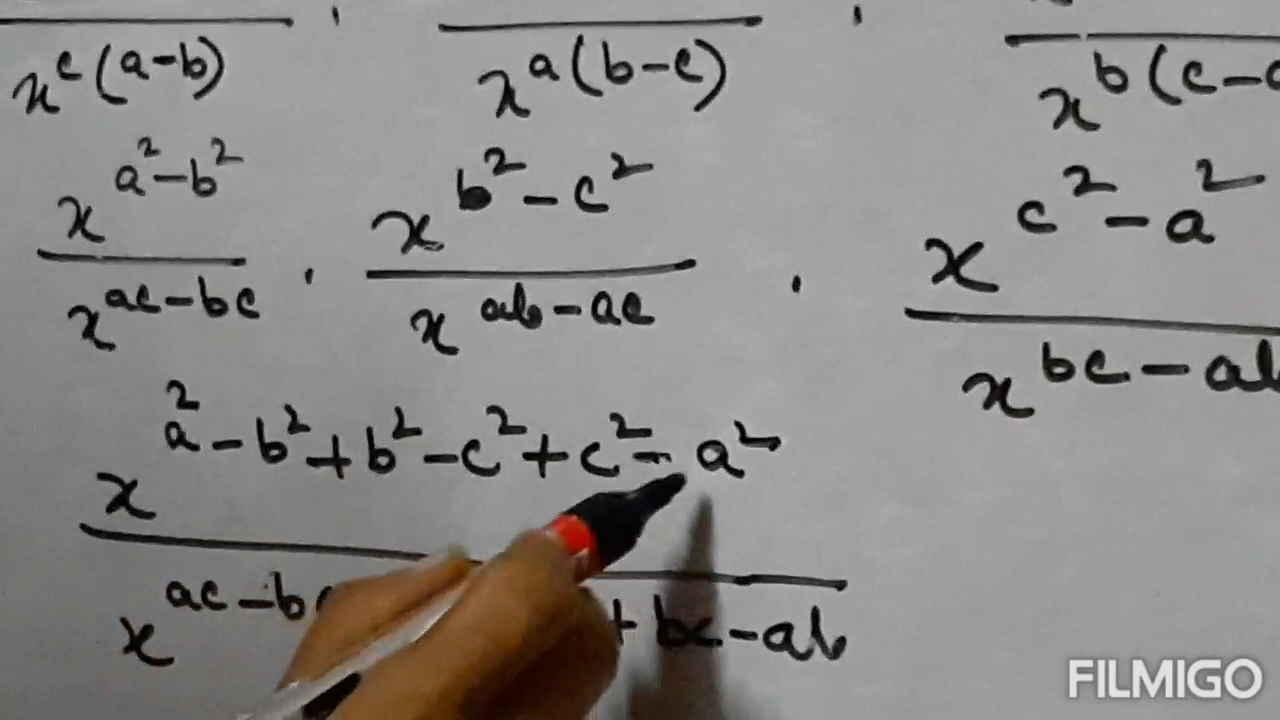 x^c(a-b) . x^a(b-c) . x^b(c-
x^a²-b² / x^ac-bc . x^b²-c² / x^ab-ac . x^c²-a² / x^bc-ab
x^a²-b²+b²-c²+c²-a²
x^ac-b +bc-ab
FILMIGO